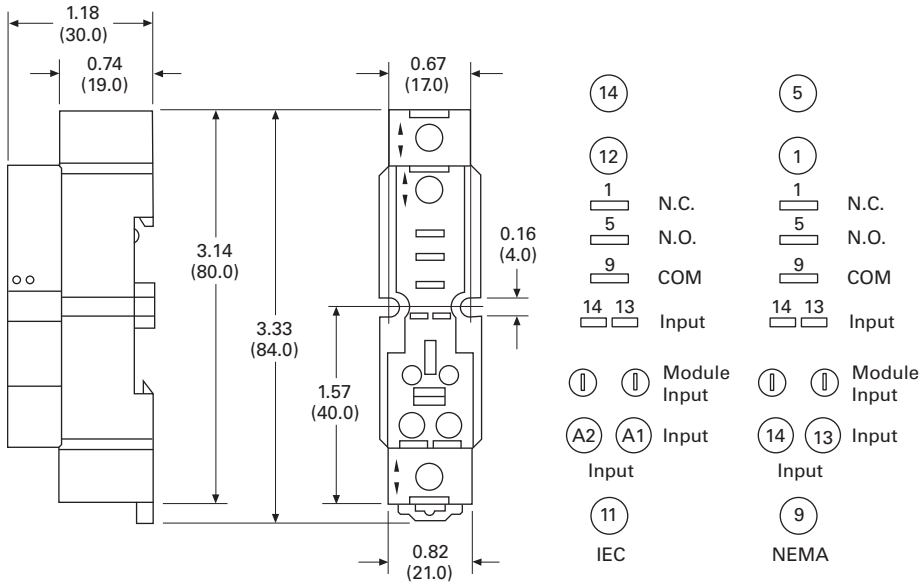 1.18
(30.0)
0.74
(19.0)
3.14
(80.0)
3.33
(84.0)
1.57
(40.0)
0.67
(17.0)
0.16
(4.0)
0.82
(21.0)
14
12
1
N.C.
5
N.O.
9
COM
14 13
Input
Module
Input
A2 A1 Input
Input
11
IEC
5
1
1
N.C.
5
N.O.
9
COM
14 13
Input
Module
Input
14 13 Input
Input
9
NEMA